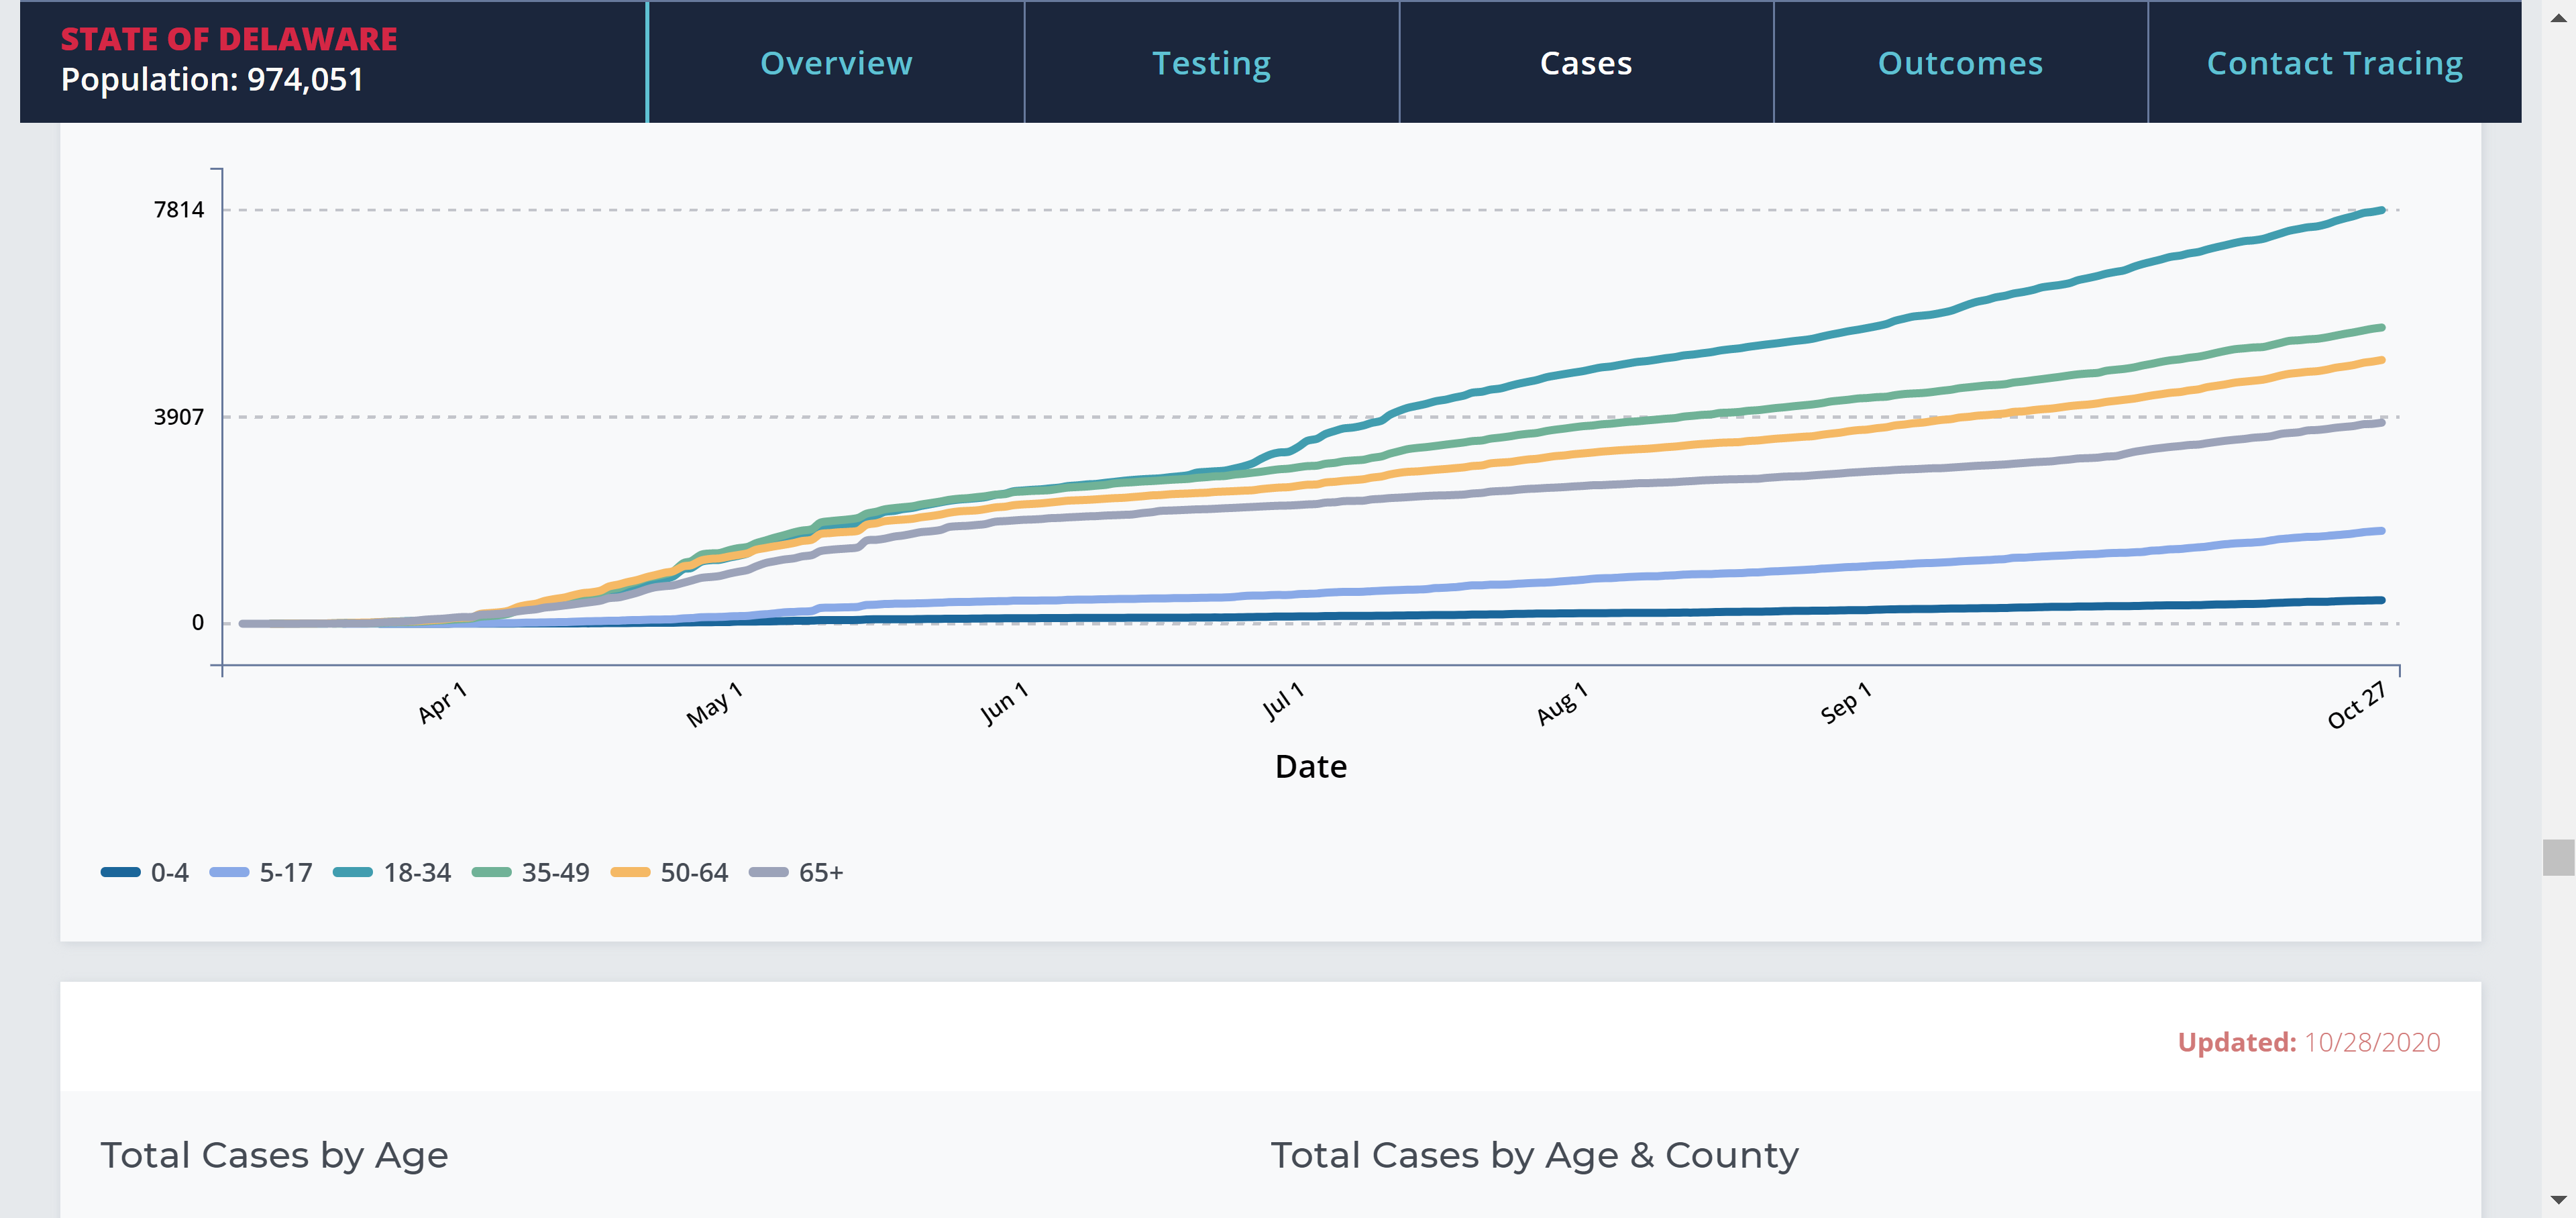 STATE OF DELAWARE
Population: 974,051
Overview
Testing
Cases
Outcomes
Contact Tracing
7814
3907
0
Apr 1
May 1
Jun 1
Jul 1
Aug 1
Sep 1
Oct 27
Date
0-4
5-17
18-34
35-49
50-64
65+
Updated: 10/28/2020
Total Cases by Age
Total Cases by Age & County